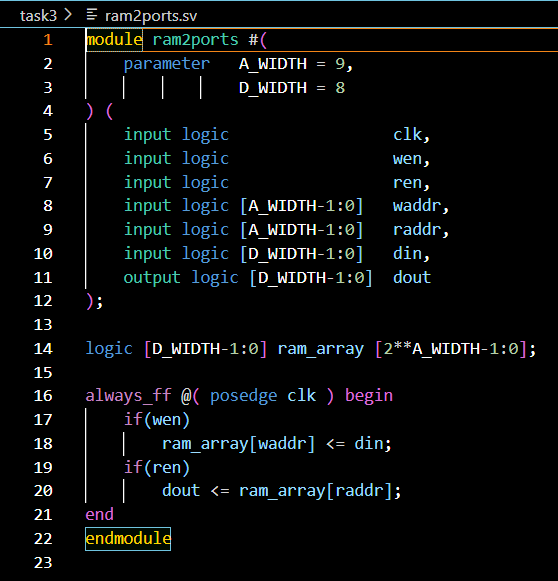 task3 > ram2ports.sv
1 module ram2ports #(
2 parameter A_WIDTH = 9,
3 D_WIDTH = 8
4 ) (
5 input logic clk,
6 input logic wen,
7 input logic ren,
8 input logic [A_WIDTH-1:0] waddr,
9 input logic [A_WIDTH-1:0] raddr,
10 input logic [D_WIDTH-1:0] din,
11 output logic [D_WIDTH-1:0] dout
12 );
13
14 logic [D_WIDTH-1:0] ram_array [2**A_WIDTH-1:0];
15
16 always_ff @( posedge clk ) begin
17 if(wen)
18 ram_array[waddr] <= din;
19 if(ren)
20 dout <= ram_array[raddr];
21 end
22 endmodule
23